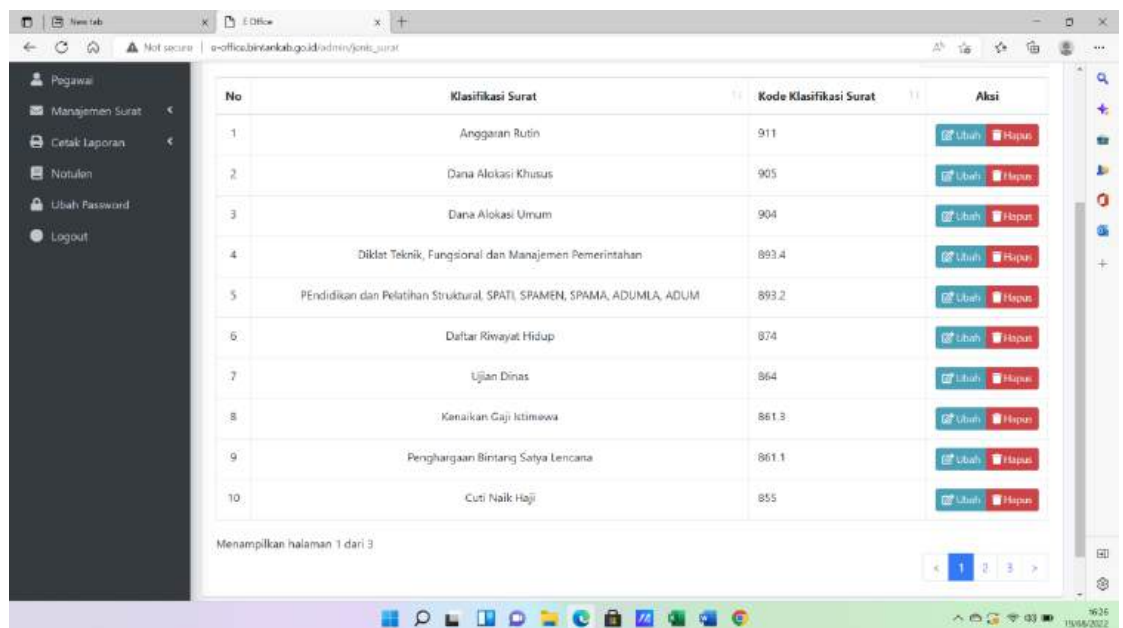 New tab
E Office
Not secure
e-office.bintankab.go.id/admin/jenis_surat
Pegawai
Manajemen Surat
Cetak Laporan
Notulen
Ubah Password
Logout
No Klasifikasi Surat Kode Klasifikasi Surat Aksi
1 Anggaran Rutin 911 Ubah Hapus
2 Dana Alokasi Khusus 905 Ubah Hapus
3 Dana Alokasi Umum 904 Ubah Hapus
4 Diklat Teknik, Fungsional dan Manajemen Pemerintahan 893.4 Ubah Hapus
5 PEndidikan dan Pelatihan Struktural, SPATI, SPAMEN, SPAMA, ADUMLA, ADUM 893.2 Ubah Hapus
6 Daftar Riwayat Hidup 874 Ubah Hapus
7 Ujian Dinas 864 Ubah Hapus
8 Kenaikan Gaji Istimewa 861.3 Ubah Hapus
9 Penghargaan Bintang Satya Lencana 861.1 Ubah Hapus
10 Cuti Naik Haji 855 Ubah Hapus
Menampilkan halaman 1 dari 3
< 1 2 3 >
16:26
19/08/2022